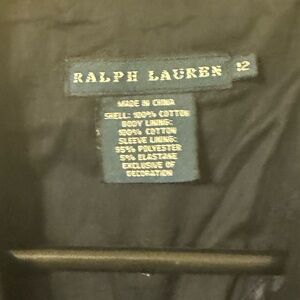 RALPH LAUREN 12
MADE IN CHINA
SHELL: 100% COTTON
BODY LINING:
100% COTTON
SLEEVE LINING:
95% POLYESTER
5% ELASTANE
EXCLUSIVE OF
DECORATION